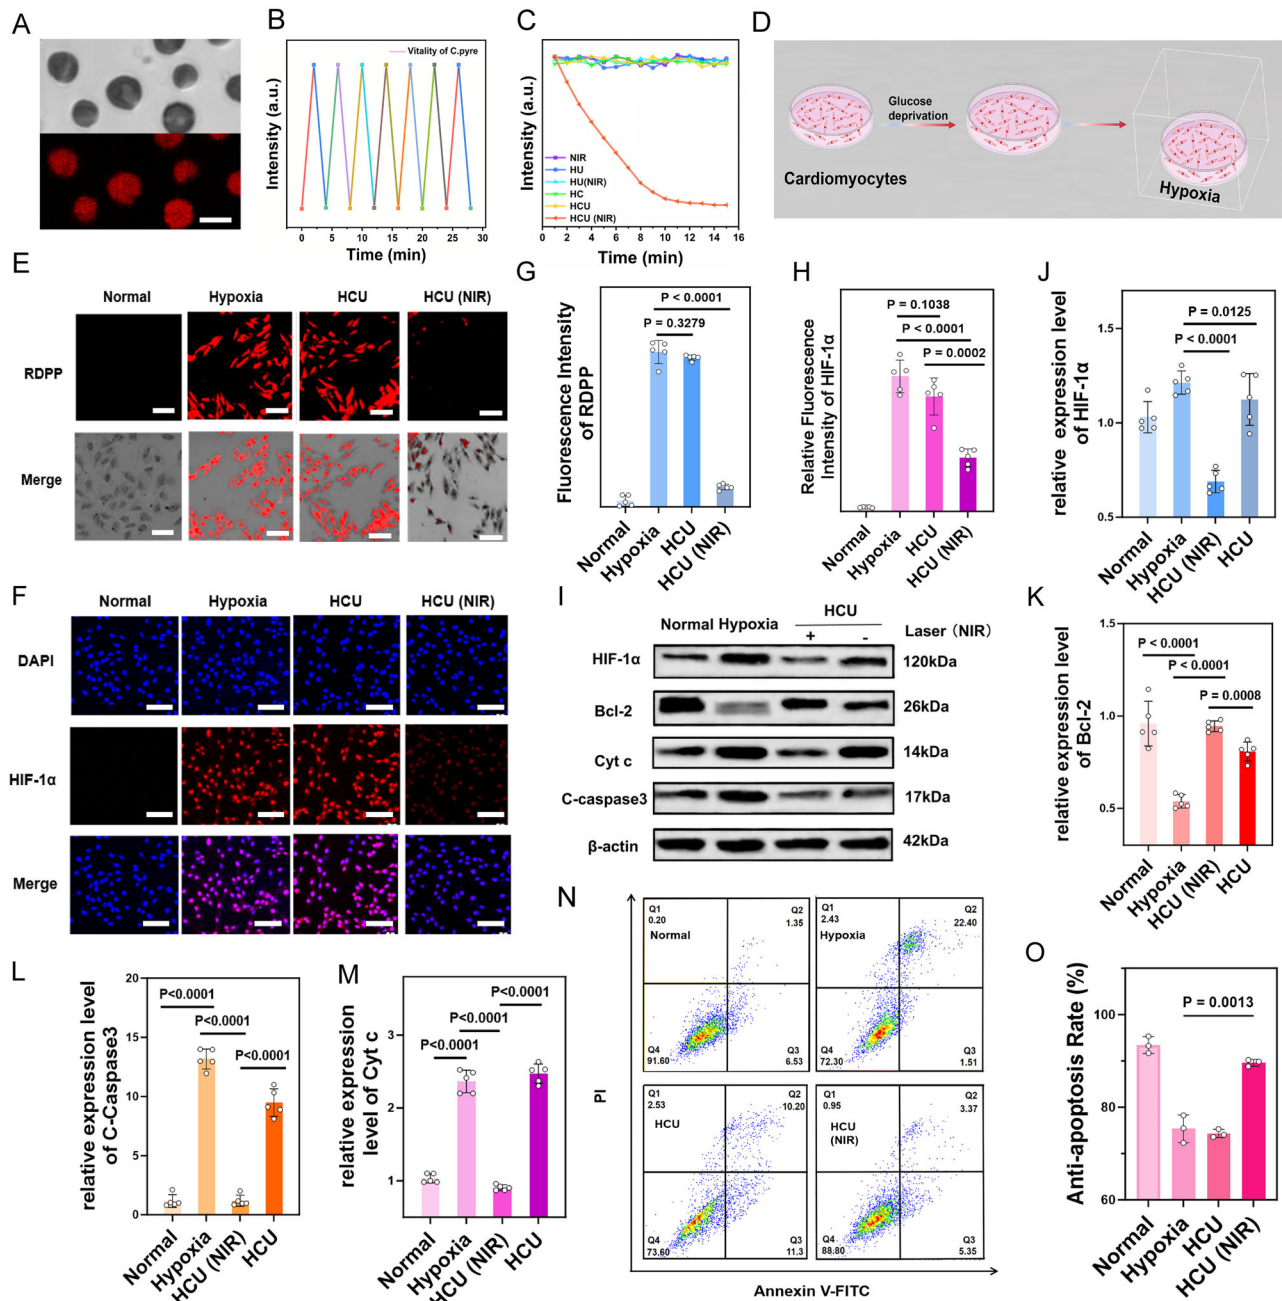 A
B
Vitality of C.pyre
Intensity (a.u.)
0 5 10 15 20 25 30
Time (min)
C
Intensity (a.u.)
NIR
HU
HU(NIR)
HC
HCU
HCU (NIR)
0 2 4 6 8 10 12 14 16
Time (min)
D
Glucose
deprivation
Cardiomyocytes
Hypoxia
E
Normal Hypoxia HCU HCU (NIR)
RDPP
Merge
G
Fluorescence Intensity
of RDPP
P < 0.0001
P = 0.3279
Normal
Hypoxia
HCU
HCU (NIR)
H
Relative Fluorescence
Intensity of HIF-1α
P = 0.1038
P < 0.0001
P = 0.0002
Normal
Hypoxia
HCU
HCU (NIR)
J
relative expression level
of HIF-1α
1.5
1.0
0.5
P = 0.0125
P < 0.0001
Normal
Hypoxia
HCU (NIR)
HCU
F
Normal Hypoxia HCU HCU (NIR)
DAPI
HIF-1α
Merge
I
HCU
Normal Hypoxia + - Laser（NIR）
HIF-1α 120kDa
Bcl-2 26kDa
Cyt c 14kDa
C-caspase3 17kDa
β-actin 42kDa
K
relative expression level
of Bcl-2
1.5
1.0
0.5
P < 0.0001
P < 0.0001
P = 0.0008
Normal
Hypoxia
HCU (NIR)
HCU
L
relative expression level
of C-Caspase3
20
15
10
5
0
P<0.0001
P<0.0001
P<0.0001
Normal
Hypoxia
HCU (NIR)
HCU
M
relative expression
level of Cyt c
3
2
1
P<0.0001
P<0.0001
P<0.0001
Normal
Hypoxia
HCU (NIR)
HCU
N
PI
Q1
0.20
Q2
1.35
Normal
Q4
91.60
Q3
6.53
Q1
2.43
Q2
22.40
Hypoxia
Q4
72.30
Q3
1.51
Q1
2.53
Q2
10.20
HCU
Q4
73.60
Q3
11.3
Q1
0.95
Q2
3.37
HCU
(NIR)
Q4
88.80
Q3
5.35
Annexin V-FITC
O
Anti-apoptosis Rate (%)
100
80
60
P = 0.0013
Normal
Hypoxia
HCU
HCU (NIR)